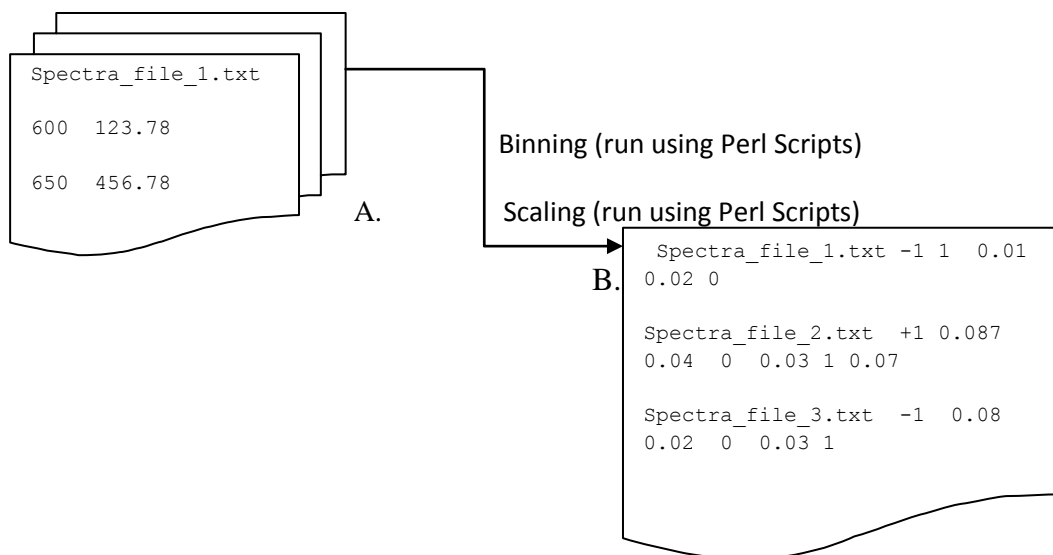 Spectra_file_1.txt
600 123.78
650 456.78
A.
Binning (run using Perl Scripts)
Scaling (run using Perl Scripts)
B.
Spectra_file_1.txt -1 1 0.01
0.02 0
Spectra_file_2.txt +1 0.087
0.04 0 0.03 1 0.07
Spectra_file_3.txt -1 0.08
0.02 0 0.03 1